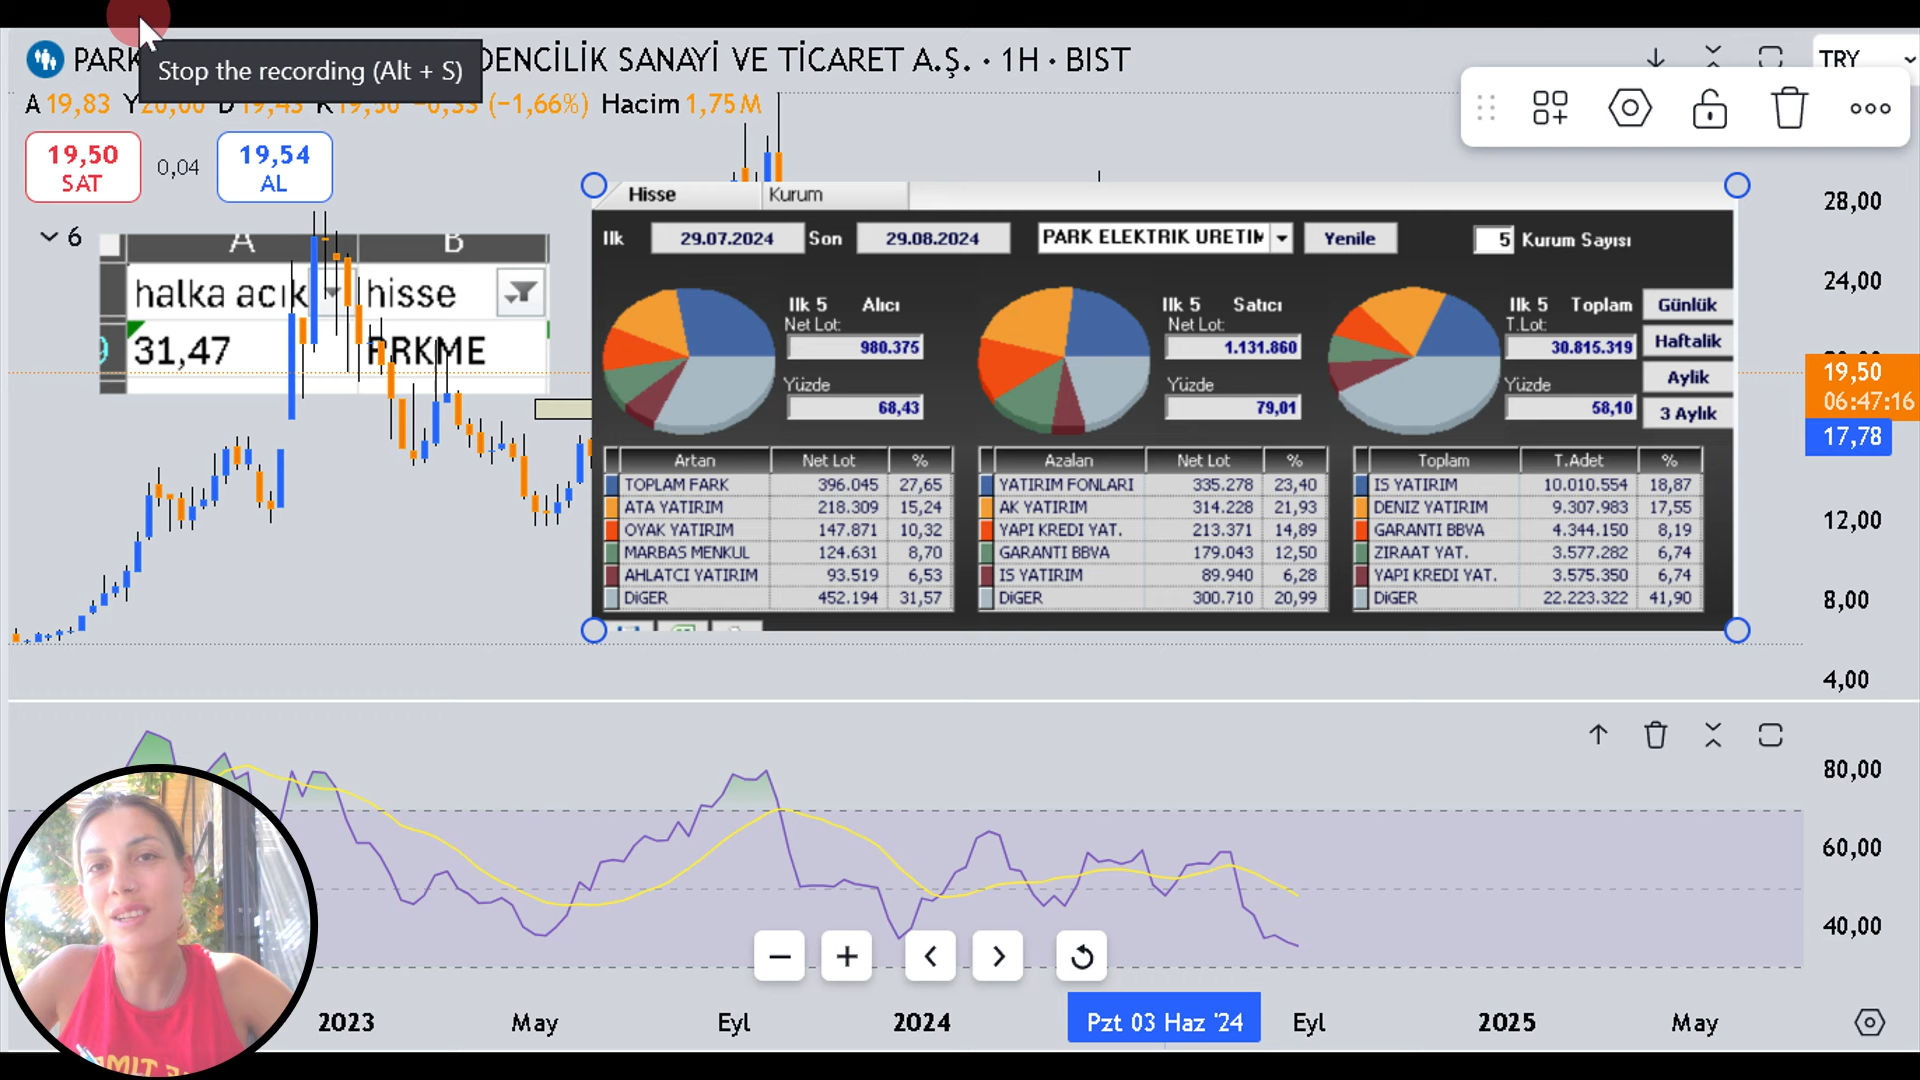 PARK
DENCİLİK SANAYİ VE TİCARET A.Ş. · 1H · BIST
Stop the recording (Alt + S)
TRY
A 19,83 Y20,00 D19,43 K19,50 −0,33 (−1,66%) Hacim 1,75 M
19,50
SAT
0,04
19,54
AL
6
A B
halka acık hisse
31,47 PRKME
Hisse Kurum
Ilk 29.07.2024 Son 29.08.2024 PARK ELEKTRIK URETIM Yenile 5 Kurum Sayısı
Ilk 5 Alıcı
Net Lot:
980.375
Yüzde
68,43
Ilk 5 Satıcı
Net Lot:
1.131.860
Yüzde
79,01
Ilk 5 Toplam
T.Lot:
30.815.319
Yüzde
58,10
Günlük
Haftalik
Aylik
3 Aylık
Artan Net Lot %
TOPLAM FARK 396.045 27,65
ATA YATIRIM 218.309 15,24
OYAK YATIRIM 147.871 10,32
MARBAS MENKUL 124.631 8,70
AHLATCI YATIRIM 93.519 6,53
DiGER 452.194 31,57
Azalan Net Lot %
YATIRIM FONLARI 335.278 23,40
AK YATIRIM 314.228 21,93
YAPI KREDI YAT. 213.371 14,89
GARANTI BBVA 179.043 12,50
IS YATIRIM 89.940 6,28
DiGER 300.710 20,99
Toplam T.Adet %
IS YATIRIM 10.010.554 18,87
DENIZ YATIRIM 9.307.983 17,55
GARANTI BBVA 4.344.150 8,19
ZIRAAT YAT. 3.577.282 6,74
YAPI KREDI YAT. 3.575.350 6,74
DiGER 22.223.322 41,90
28,00
24,00
19,50
06:47:16
17,78
12,00
8,00
4,00
80,00
60,00
40,00
2023 May Eyl 2024 Pzt 03 Haz '24 Eyl 2025 May